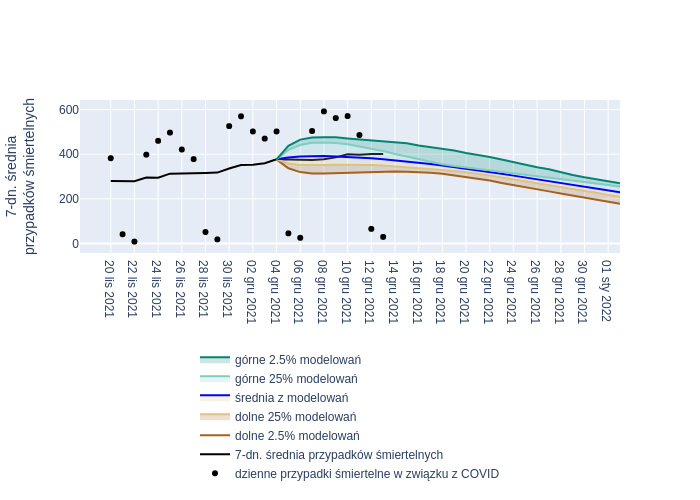 7-dn. średnia
przypadków śmiertelnych
600
400
200
0
20 lis 2021
22 lis 2021
24 lis 2021
26 lis 2021
28 lis 2021
30 lis 2021
02 gru 2021
04 gru 2021
06 gru 2021
08 gru 2021
10 gru 2021
12 gru 2021
14 gru 2021
16 gru 2021
18 gru 2021
20 gru 2021
22 gru 2021
24 gru 2021
26 gru 2021
28 gru 2021
30 gru 2021
01 sty 2022
górne 2.5% modelowań
górne 25% modelowań
średnia z modelowań
dolne 25% modelowań
dolne 2.5% modelowań
7-dn. średnia przypadków śmiertelnych
dzienne przypadki śmiertelne w związku z COVID